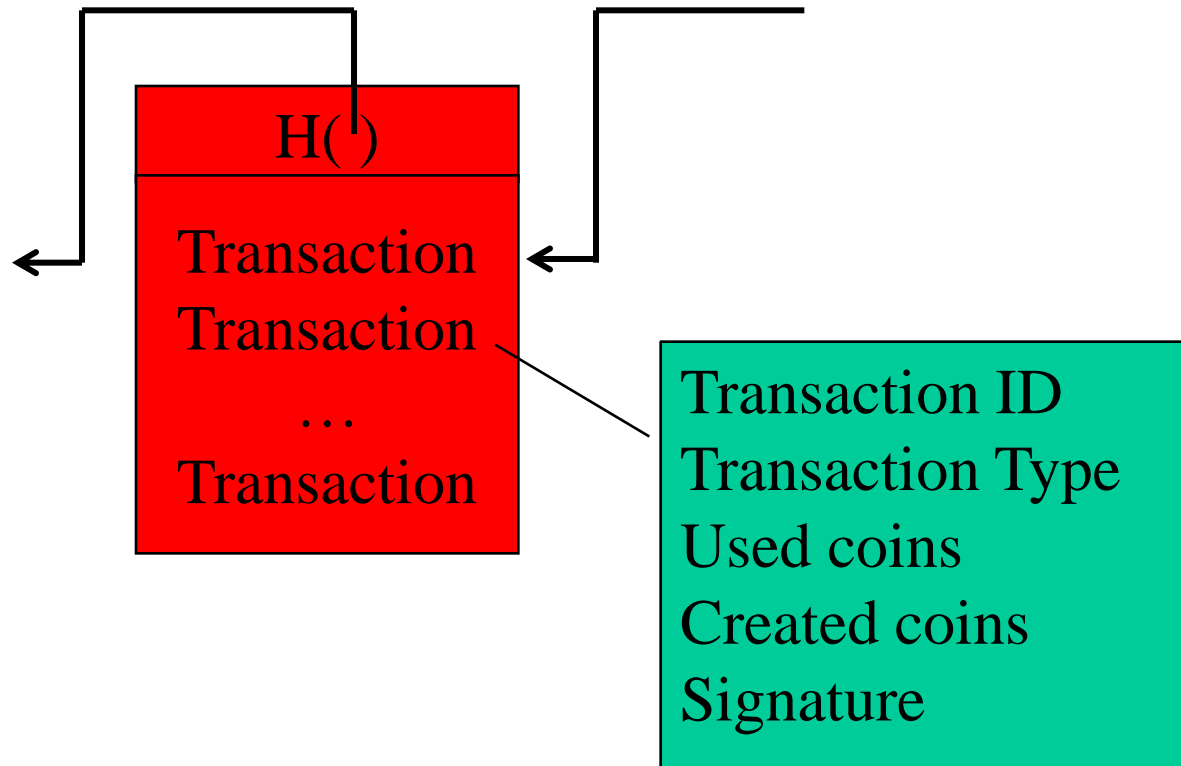 H( )
Transaction
Transaction
…
Transaction
Transaction ID
Transaction Type
Used coins
Created coins
Signature